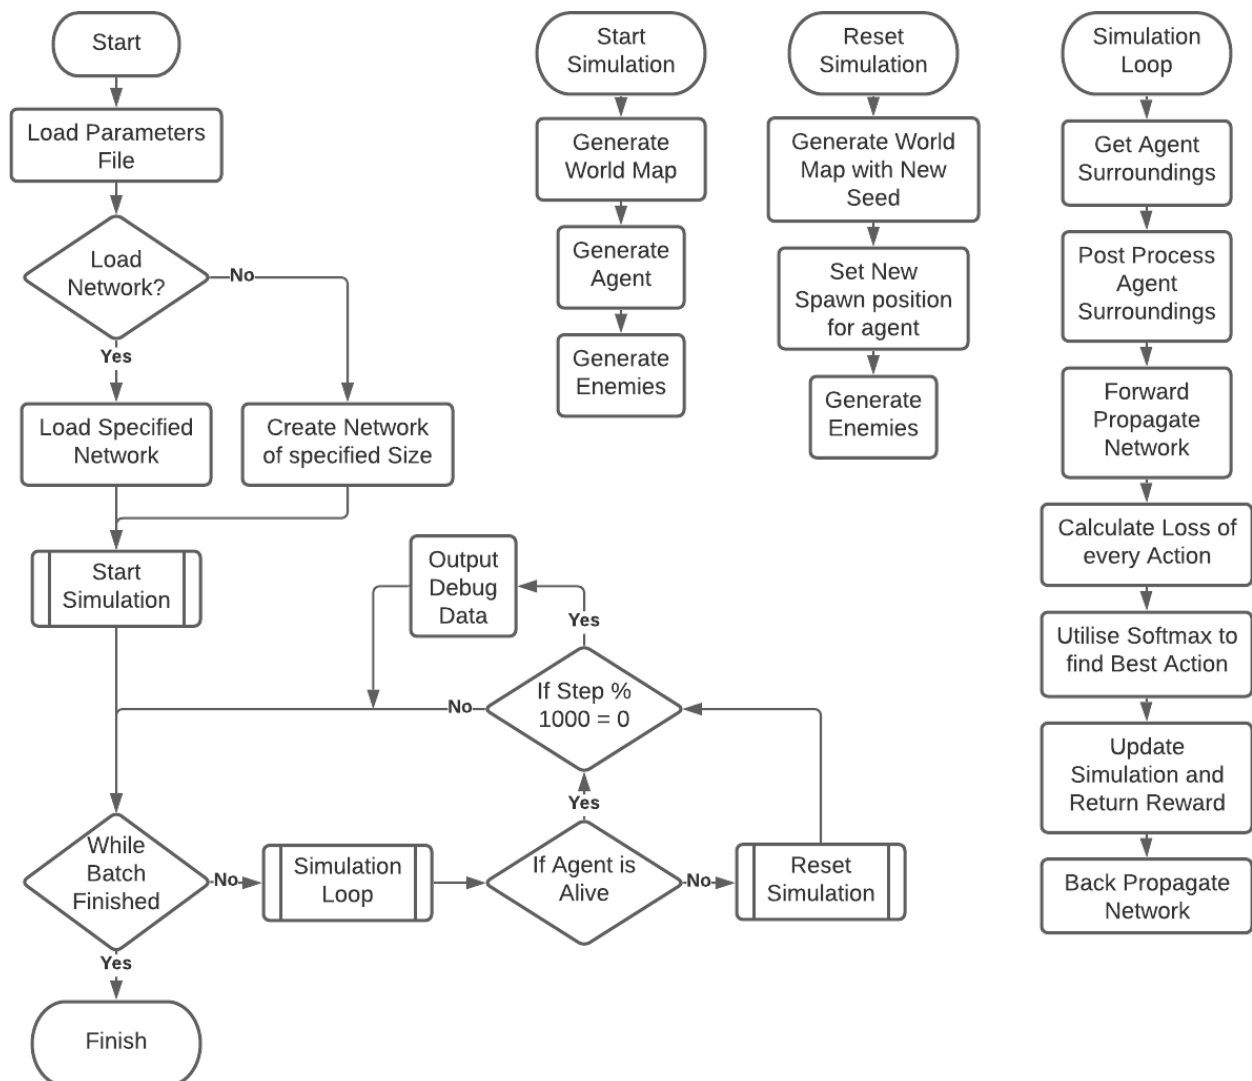 Start
Load Parameters
File
Load
Network?
No
Yes
Load Specified
Network
Create Network
of specified Size
Start
Simulation
Output
Debug
Data
Yes
If Step %
1000 = 0
No
Yes
While
Batch
Finished
No
Simulation
Loop
If Agent is
Alive
No
Reset
Simulation
Yes
Finish
Start
Simulation
Generate
World Map
Generate
Agent
Generate
Enemies
Reset
Simulation
Generate World
Map with New
Seed
Set New
Spawn position
for agent
Generate
Enemies
Simulation
Loop
Get Agent
Surroundings
Post Process
Agent
Surroundings
Forward
Propagate
Network
Calculate Loss of
every Action
Utilise Softmax to
find Best Action
Update
Simulation and
Return Reward
Back Propagate
Network